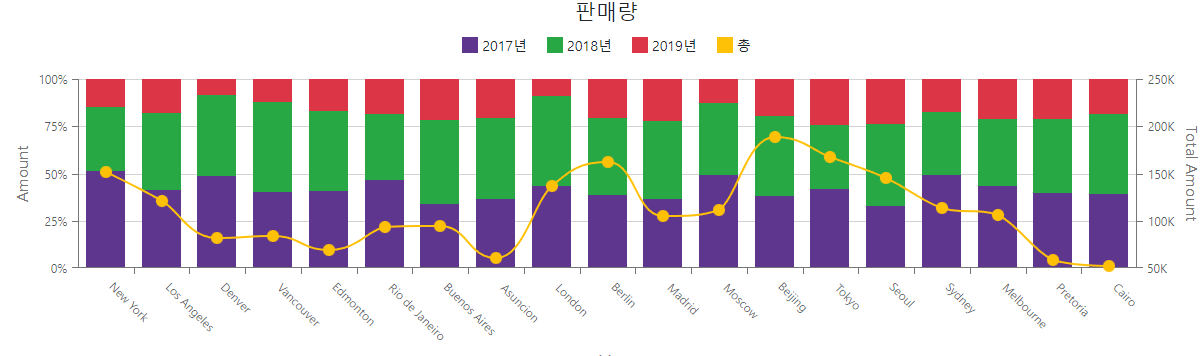 판매량
2017년 2018년 2019년 총
100% 250K
75% 200K
50% 150K
25% 100K
0% 50K
Amount
Total Amount
New York Los Angeles Denver Vancouver Edmonton Rio de Janeiro Buenos Aires Asuncion London Berlin Madrid Moscow Beijing Tokyo Seoul Sydney Melbourne Pretoria Cairo